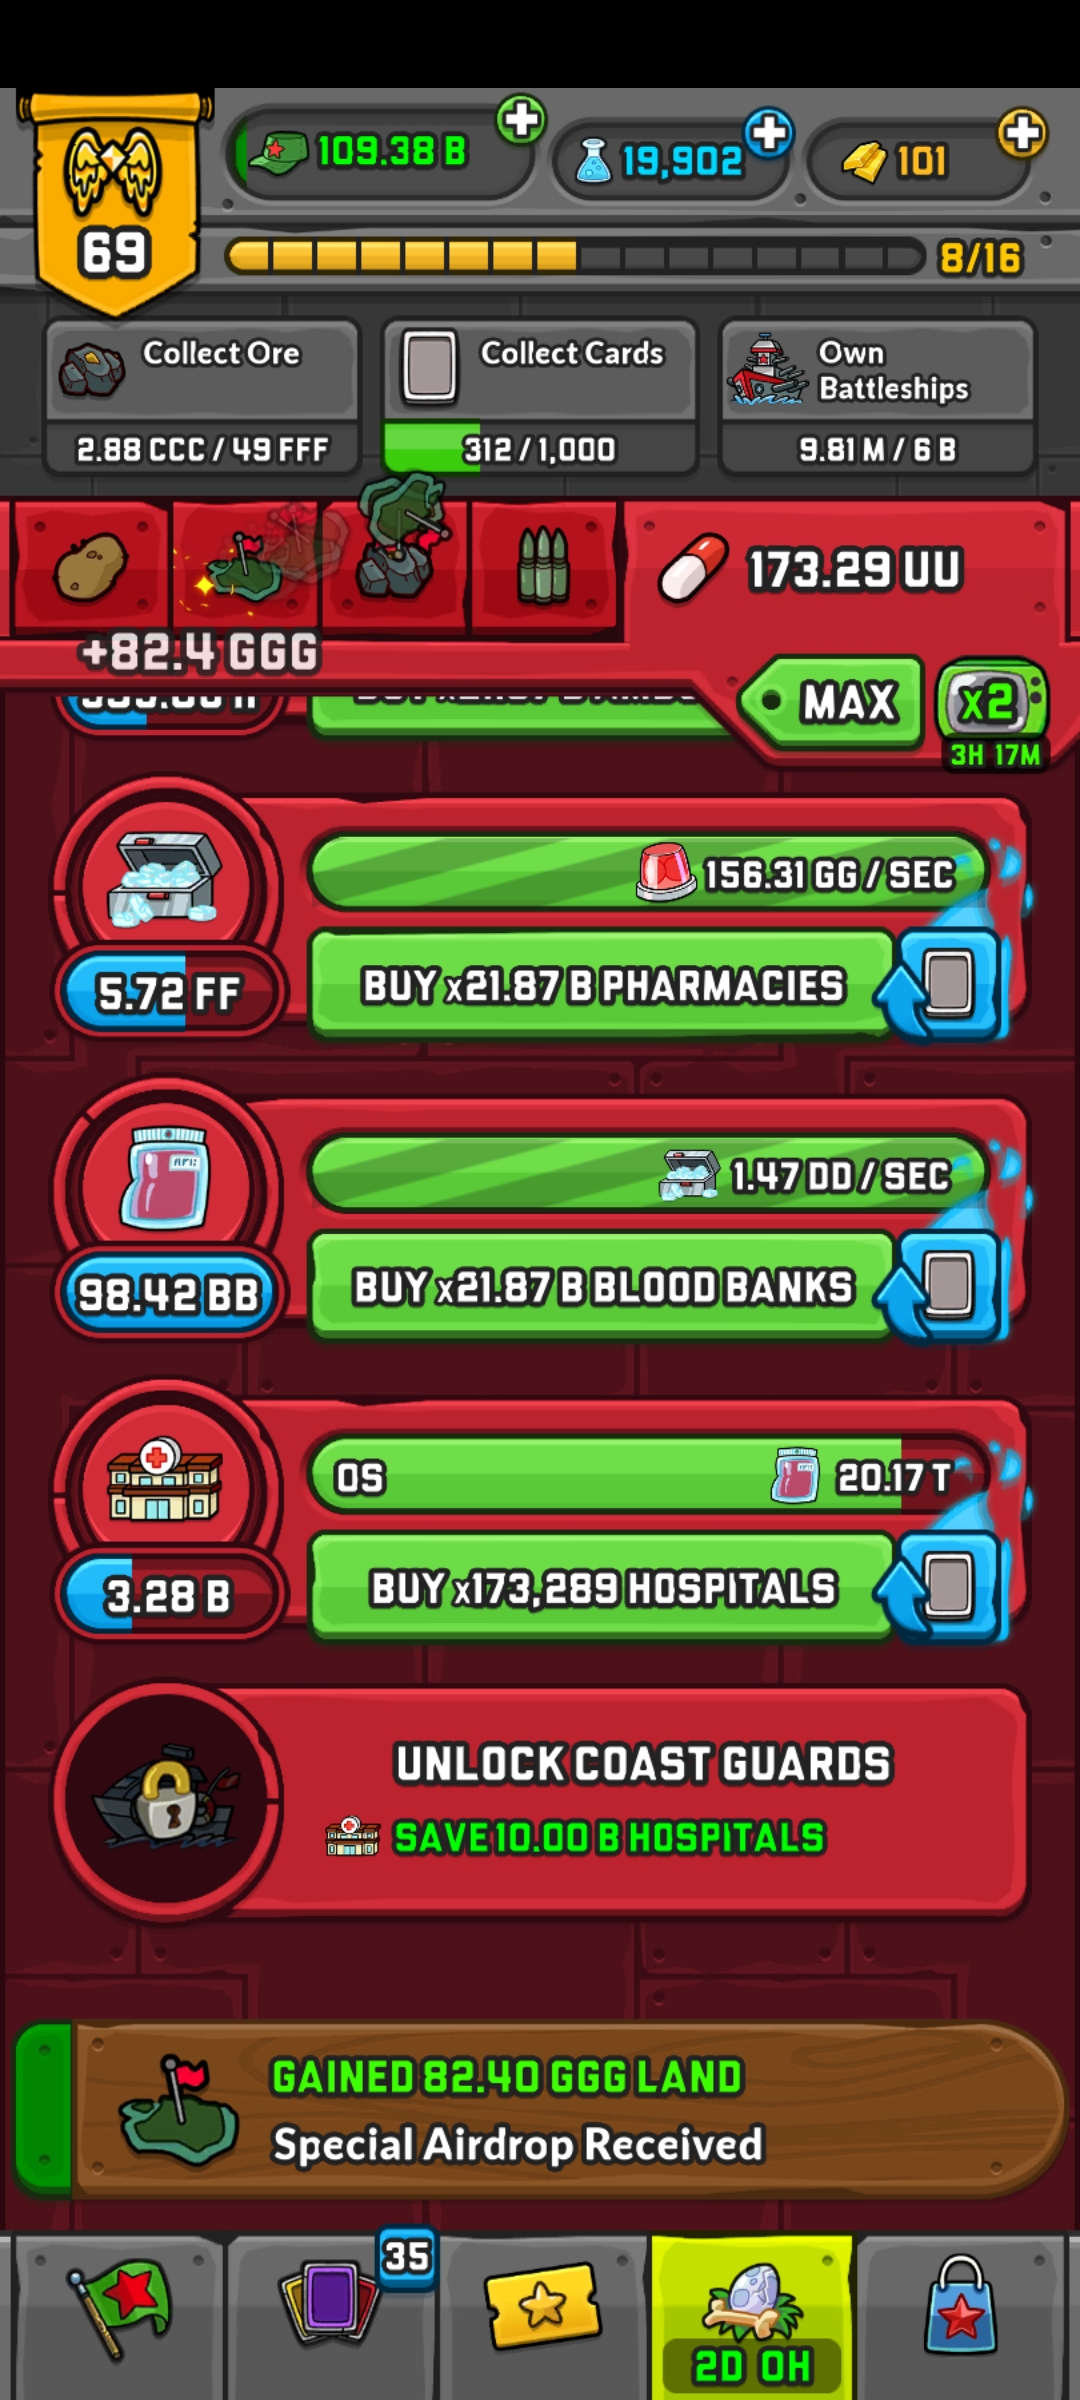 109.38 B
19,902
101
69
8/16
Collect Ore
2.88 CCC / 49 FFF
Collect Cards
312 / 1,000
Own
Battleships
9.81 M / 6 B
173.29 UU
+82.4 GGG
MAX
x2
3H 17M
156.31 GG / SEC
5.72 FF
BUY x21.87 B PHARMACIES
1.47 DD / SEC
98.42 BB
BUY x21.87 B BLOOD BANKS
0S
20.17 T
3.28 B
BUY x173,289 HOSPITALS
UNLOCK COAST GUARDS
SAVE 10.00 B HOSPITALS
GAINED 82.40 GGG LAND
Special Airdrop Received
35
2D 0H